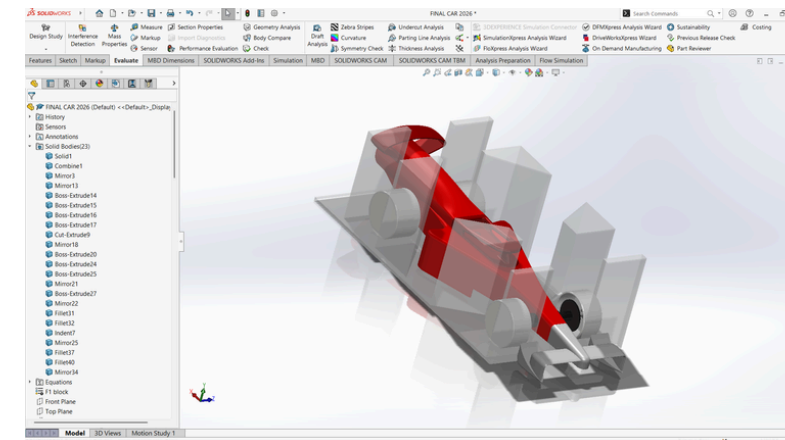 SOLIDWORKS
FINAL CAR 2026 *
Search Commands
Design Study
Interference Detection
Mass Properties
Measure
Markup
Sensor
Section Properties
Import Diagnostics
Performance Evaluation
Geometry Analysis
Body Compare
Check
Draft Analysis
Zebra Stripes
Curvature
Symmetry Check
Undercut Analysis
Parting Line Analysis
Thickness Analysis
3DEXPERIENCE Simulation Connector
SimulationXpress Analysis Wizard
FloXpress Analysis Wizard
DFMXpress Analysis Wizard
DriveWorksXpress Wizard
On Demand Manufacturing
Sustainability
Previous Release Check
Part Reviewer
Costing
Features Sketch Markup Evaluate MBD Dimensions SOLIDWORKS Add-Ins Simulation MBD SOLIDWORKS CAM SOLIDWORKS CAM TBM Analysis Preparation Flow Simulation
FINAL CAR 2026 (Default) <<Default>_Display
History
Sensors
Annotations
Solid Bodies(23)
Solid1
Combine1
Mirror3
Mirror13
Boss-Extrude14
Boss-Extrude15
Boss-Extrude16
Boss-Extrude17
Cut-Extrude9
Mirror18
Boss-Extrude20
Boss-Extrude24
Boss-Extrude25
Mirror21
Boss-Extrude27
Mirror22
Fillet31
Fillet32
Indent7
Mirror25
Fillet37
Fillet40
Mirror34
Equations
F1 block
Front Plane
Top Plane
Model 3D Views Motion Study 1